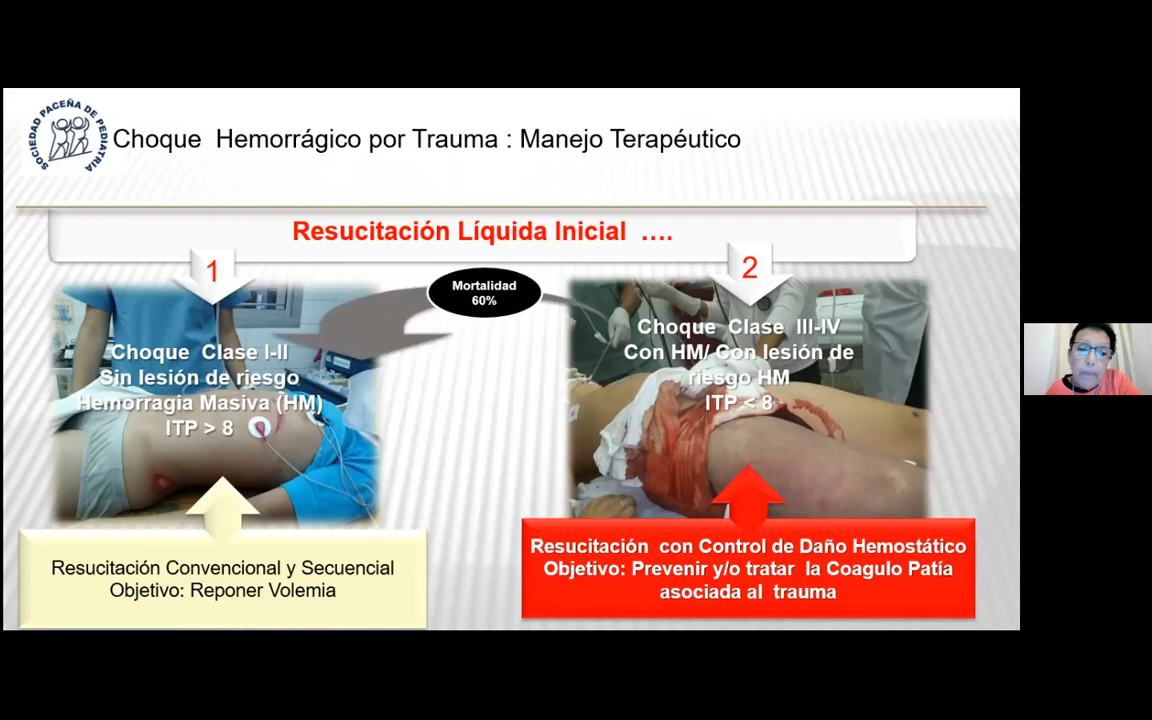 SOCIEDAD PACEÑA DE PEDIATRIA
Choque Hemorrágico por Trauma : Manejo Terapéutico
Resucitación Líquida Inicial ….
1
Mortalidad
60%
2
Choque Clase I-II
Sin lesión de riesgo
Hemorragia Masiva (HM)
ITP > 8
Choque Clase III-IV
Con HM/ Con lesión de
riesgo HM
ITP < 8
Resucitación Convencional y Secuencial
Objetivo: Reponer Volemia
Resucitación con Control de Daño Hemostático
Objetivo: Prevenir y/o tratar la Coagulo Patía
asociada al trauma